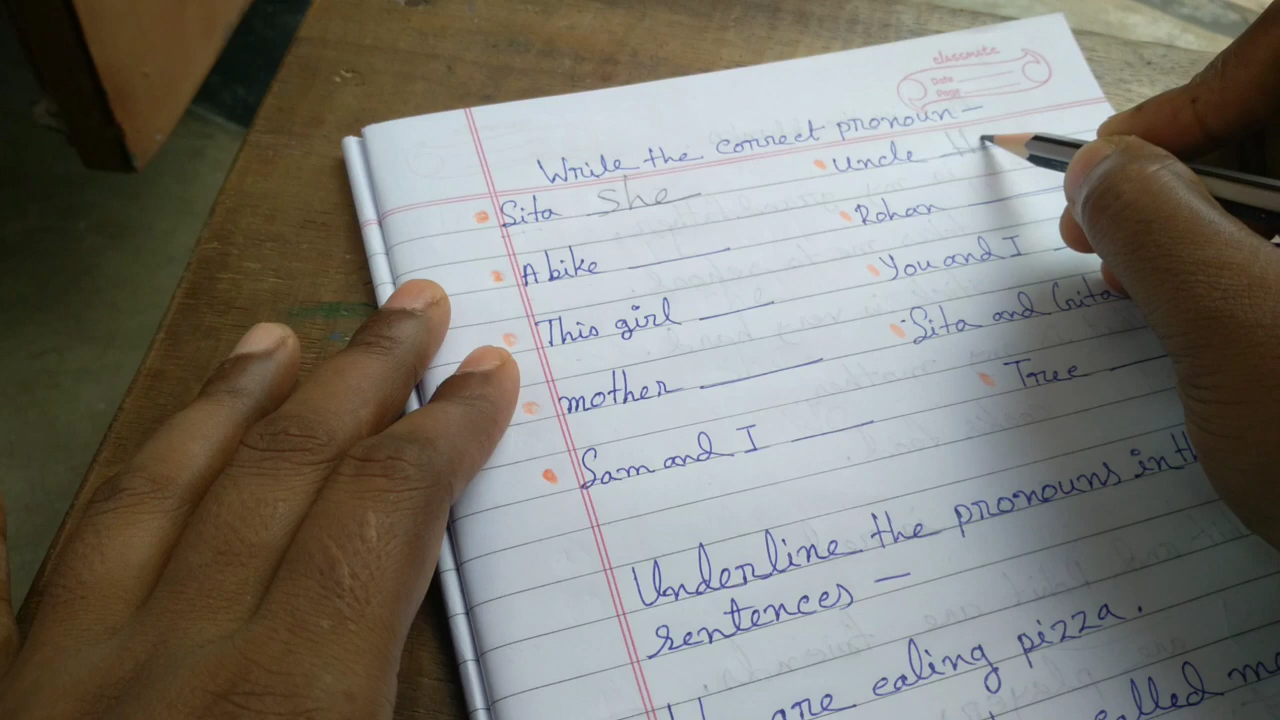 classmate
Date
Page
Write the correct pronoun-
Sita She
Uncle
A bike
Rohan
This girl
You and I
mother
Sita and Gita
Sam and I
Tree
Underline the pronouns in
sentences -
are eating pizza.
called